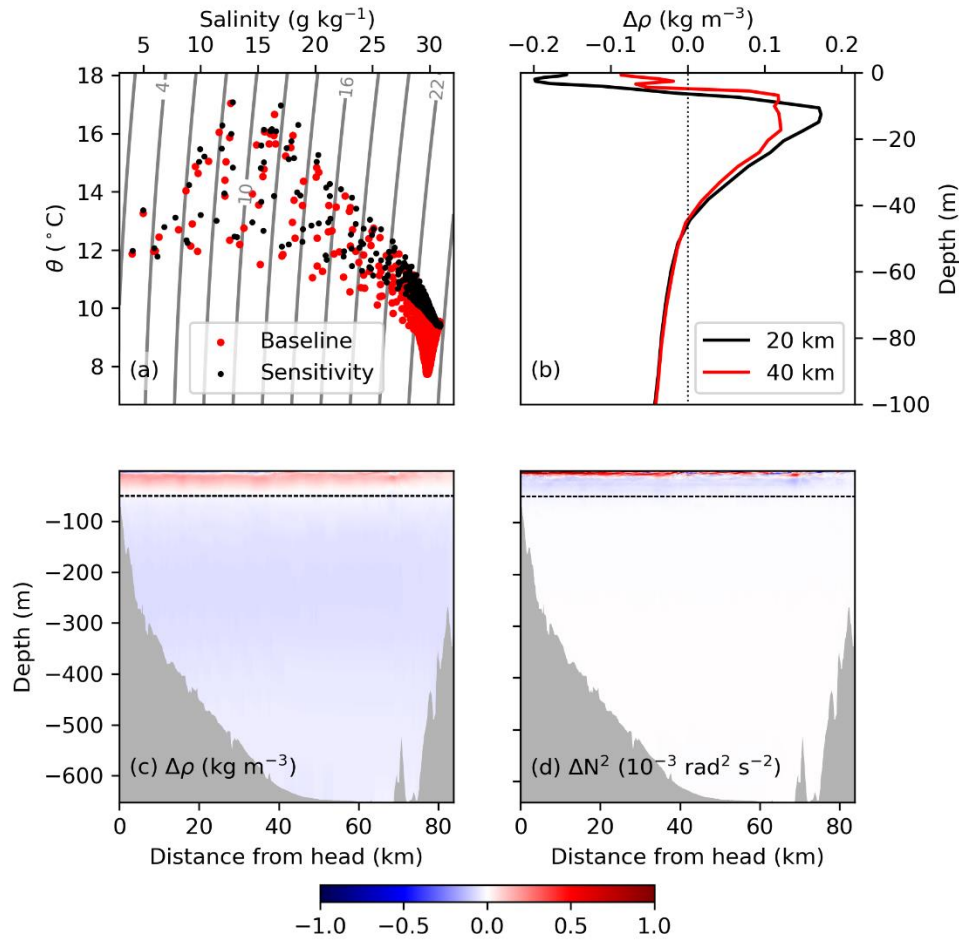 Salinity (g kg⁻¹)
5 10 15 20 25 30
18
16
14
12
10
8
θ (°C)
4
10
16
22
Baseline
Sensitivity
(a)
Δρ (kg m⁻³)
−0.2 −0.1 0.0 0.1 0.2
0
−20
−40
−60
−80
−100
Depth (m)
20 km
40 km
(b)
−100
−200
−300
−400
−500
−600
Depth (m)
(c) Δρ (kg m⁻³)
0 20 40 60 80
Distance from head (km)
(d) ΔN² (10⁻³ rad² s⁻²)
0 20 40 60 80
Distance from head (km)
−1.0 −0.5 0.0 0.5 1.0